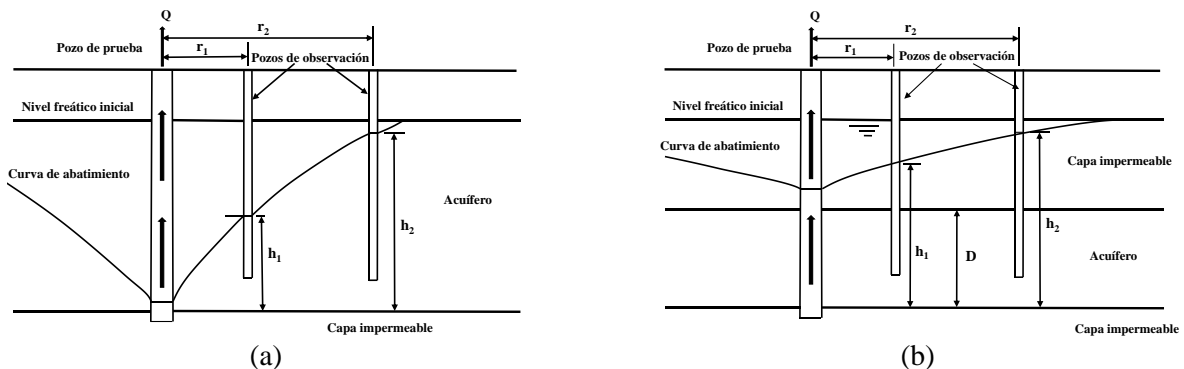 Q
r₂
Pozo de prueba
r₁
Pozos de observación
Nivel freático inicial
Curva de abatimiento
Acuífero
h₂
h₁
Capa impermeable
(a)
Q
r₂
Pozo de prueba
r₁
Pozos de observación
Nivel freático inicial
Curva de abatimiento
Capa impermeable
h₂
h₁
D
Acuífero
Capa impermeable
(b)